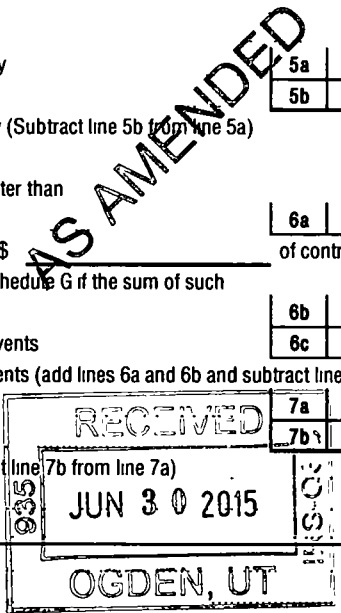 y 5a
5b
(Subtract line 5b from line 5a)
ter than
6a
$ of contr
hedule G if the sum of such
6b
vents 6c
ents (add lines 6a and 6b and subtract line
7a
7b
t line 7b from line 7a)
AS AMENDED
RECEIVED
935
JUN 30 2015
IRS-OSC
OGDEN, UT